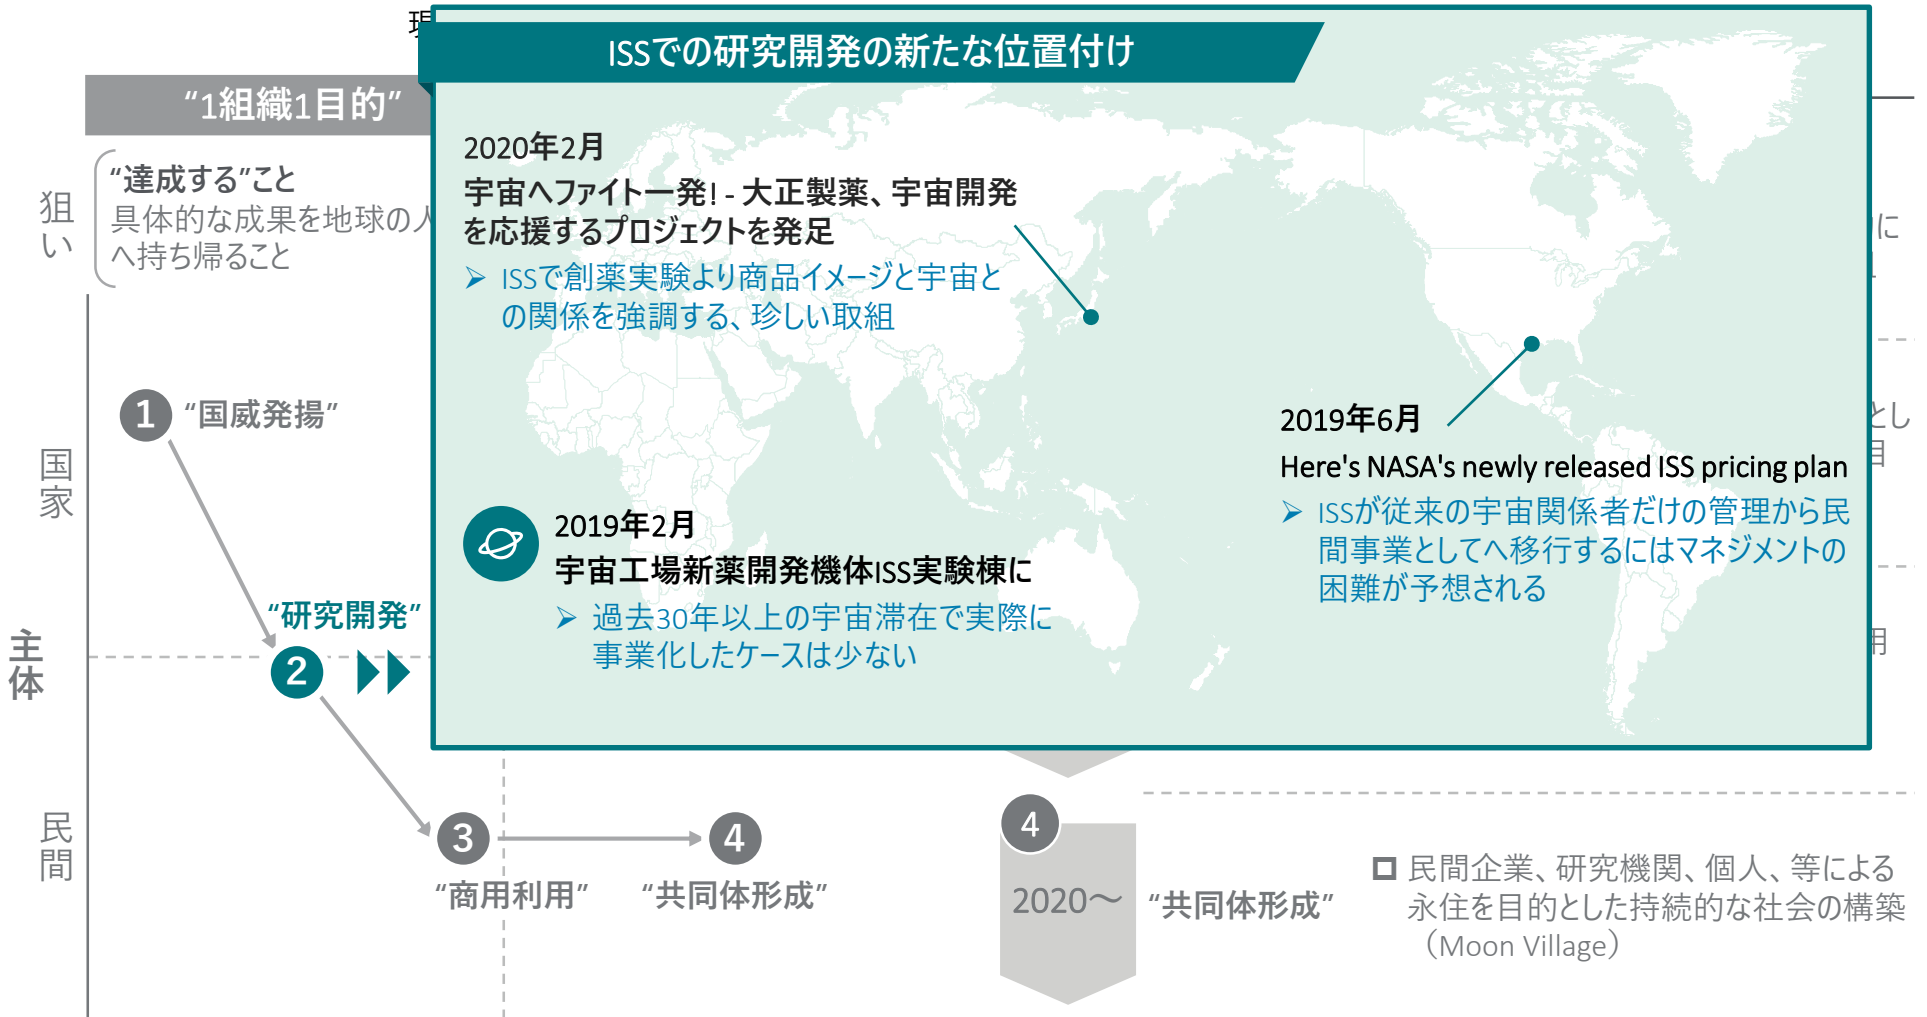 現
ISSでの研究開発の新たな位置付け
“1組織1目的”
狙い
“達成する”こと
具体的な成果を地球の人
へ持ち帰ること
2020年2月
宇宙へファイト一発! - 大正製薬、宇宙開発
を応援するプロジェクトを発足
➢ ISSで創薬実験より商品イメージと宇宙と
の関係を強調する、珍しい取組
に
①“国威発揚”
国家
2019年6月
Here's NASA's newly released ISS pricing plan
➢ ISSが従来の宇宙関係者だけの管理から民
間事業としてへ移行するにはマネジメントの
困難が予想される
とし
目
2019年2月
宇宙工場新薬開発機体ISS実験棟に
➢ 過去30年以上の宇宙滞在で実際に
事業化したケースは少ない
用
主体
“研究開発”
2
民間
3
“商用利用”
4
“共同体形成”
4
2020～
“共同体形成”
民間企業、研究機関、個人、等による
永住を目的とした持続的な社会の構築
（Moon Village）